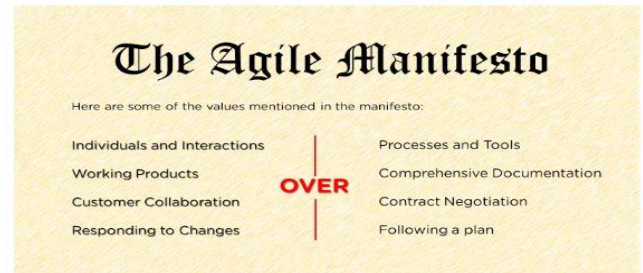 The Agile Manifesto
Here are some of the values mentioned in the manifesto:
Individuals and Interactions
Working Products
Customer Collaboration
Responding to Changes
OVER
Processes and Tools
Comprehensive Documentation
Contract Negotiation
Following a plan